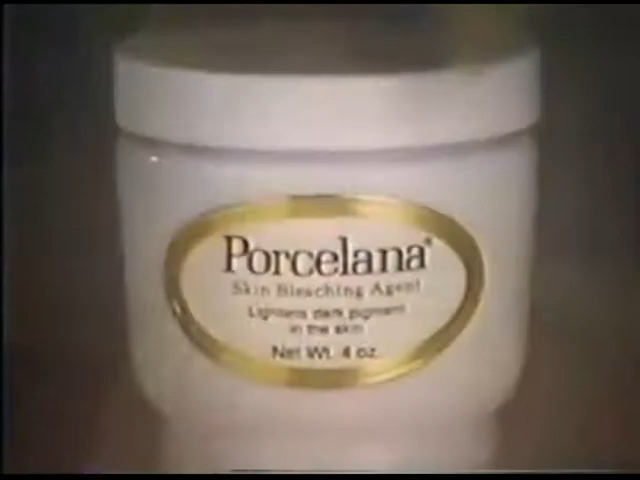 Porcelana®
Skin Bleaching Agent
Lightens dark pigment
in the skin
Net Wt. 4 oz.